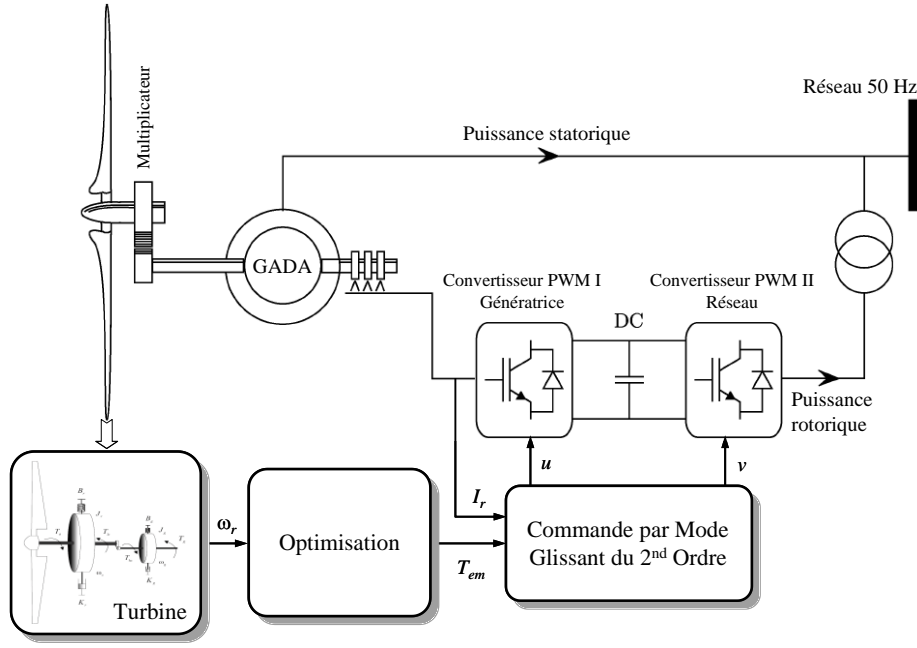 Réseau 50 Hz
Multiplicateur
Puissance statorique
GADA
Convertisseur PWM I
Génératrice
Convertisseur PWM II
Réseau
DC
Puissance
rotorique
u
v
I_r
ω_r
Optimisation
T_em
Commande par Mode
Glissant du 2nd Ordre
Turbine